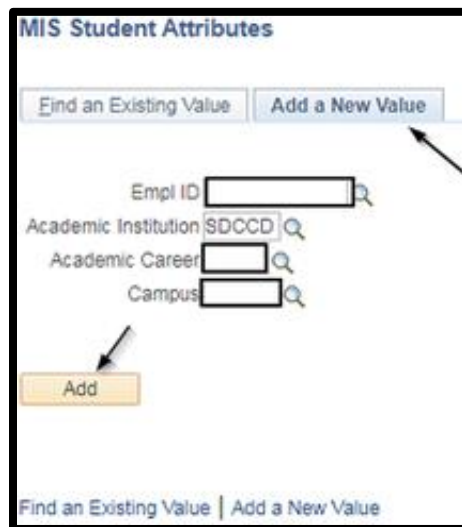 MIS Student Attributes
Find an Existing Value Add a New Value
Empl ID
Academic Institution SDCCD
Academic Career
Campus
Add
Find an Existing Value | Add a New Value